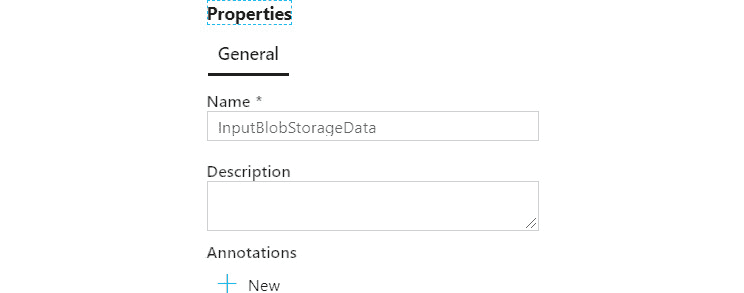 Properties
General
Name *
InputBlobStorageData
Description
Annotations
New